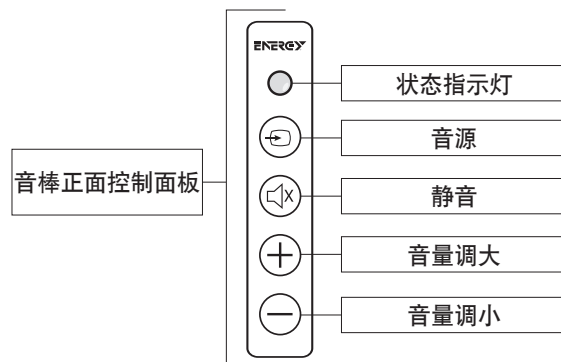 ENERGY
状态指示灯
音源
音棒正面控制面板
静音
音量调大
音量调小